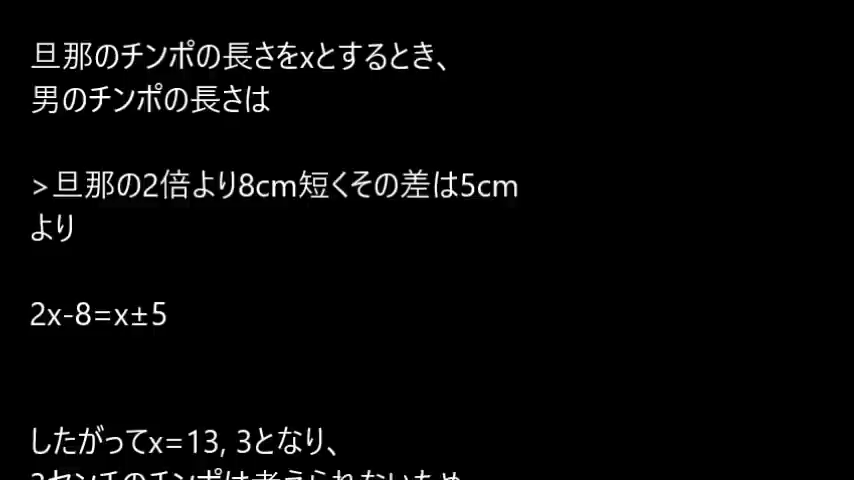 旦那のチンポの長さをxとするとき、
男のチンポの長さは
>旦那の2倍より8cm短くその差は5cm
より
2x-8=x±5
したがってx=13, 3となり、
3センチのチンポは考えられないため